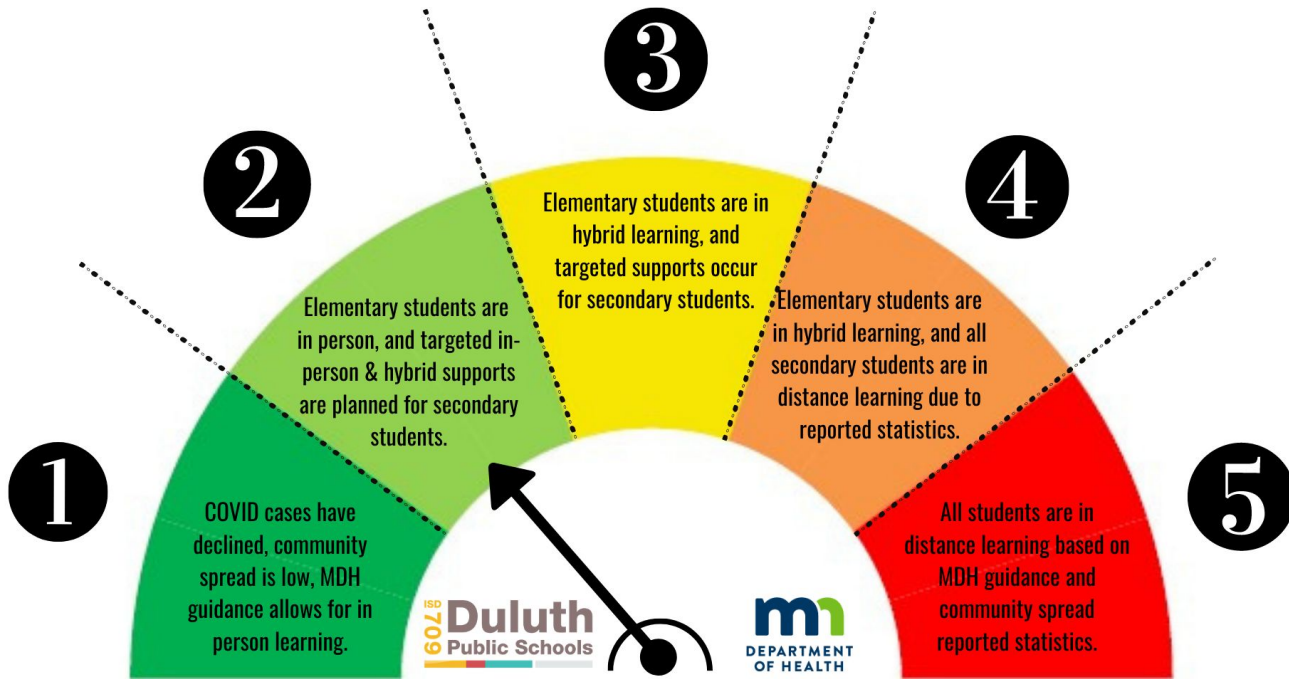 1
COVID cases have
declined, community
spread is low, MDH
guidance allows for in
person learning.
2
Elementary students are
in person, and targeted in-
person & hybrid supports
are planned for secondary
students.
3
Elementary students are in
hybrid learning, and
targeted supports occur
for secondary students.
4
Elementary students are
in hybrid learning, and all
secondary students are in
distance learning due to
reported statistics.
5
All students are in
distance learning based on
MDH guidance and
community spread
reported statistics.
ISD 709
Duluth
Public Schools
mn
DEPARTMENT
OF HEALTH